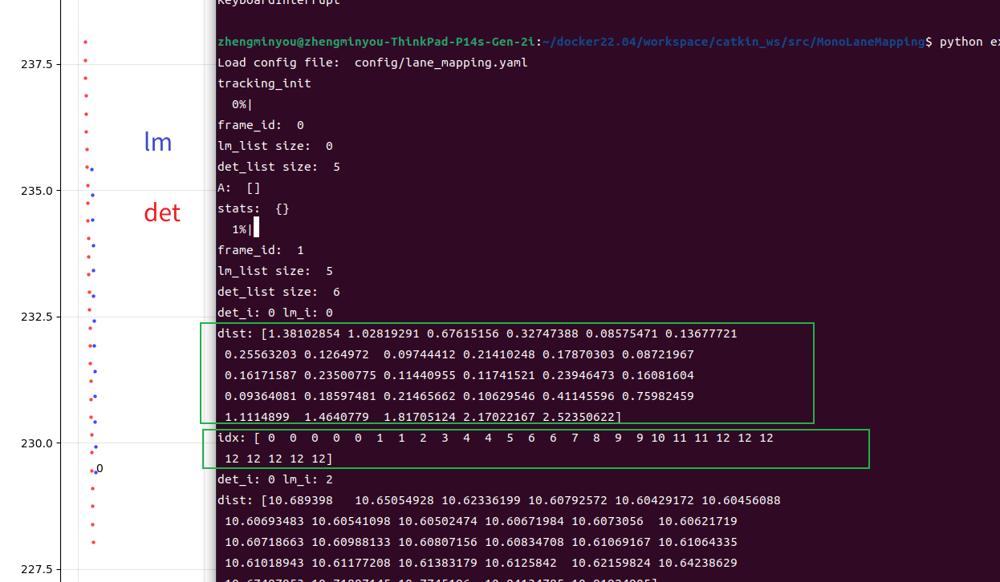 KeyboardInterrupt
zhengminyou@zhengminyou-ThinkPad-P14s-Gen-2i:~/docker22.04/workspace/catkin_ws/src/MonoLaneMapping$ python
Load config file:  config/lane_mapping.yaml
tracking_init
0%|
frame_id:  0
lm_list size:  0
det_list size:  5
A:  []
stats:  {}
1%|
frame_id:  1
lm_list size:  5
det_list size:  6
det_i: 0 lm_i: 0
dist: [1.38102854 1.02819291 0.67615156 0.32747388 0.08575471 0.13677721
0.25563203 0.1264972  0.09744412 0.21410248 0.17870303 0.08721967
0.16171587 0.23500775 0.11440955 0.11741521 0.23946473 0.16081604
0.09364081 0.18597481 0.21465662 0.10629546 0.41145596 0.75982459
1.1114899  1.4640779  1.81705124 2.17022167 2.52350622]
idx: [ 0  0  0  0  0  1  1  2  3  4  4  5  6  6  7  8  9  9 10 11 11 12 12 12
12 12 12 12 12]
det_i: 0 lm_i: 2
dist: [10.689398   10.65054928 10.62336199 10.60792572 10.60429172 10.60456088
10.60693483 10.60541098 10.60502474 10.60671984 10.6073056  10.60621719
10.60718663 10.60988133 10.60807156 10.60834708 10.61069167 10.61064335
10.61018943 10.61177208 10.61383179 10.6125842  10.62159824 10.64238629
237.5
lm
235.0
det
232.5
230.0
0
227.5